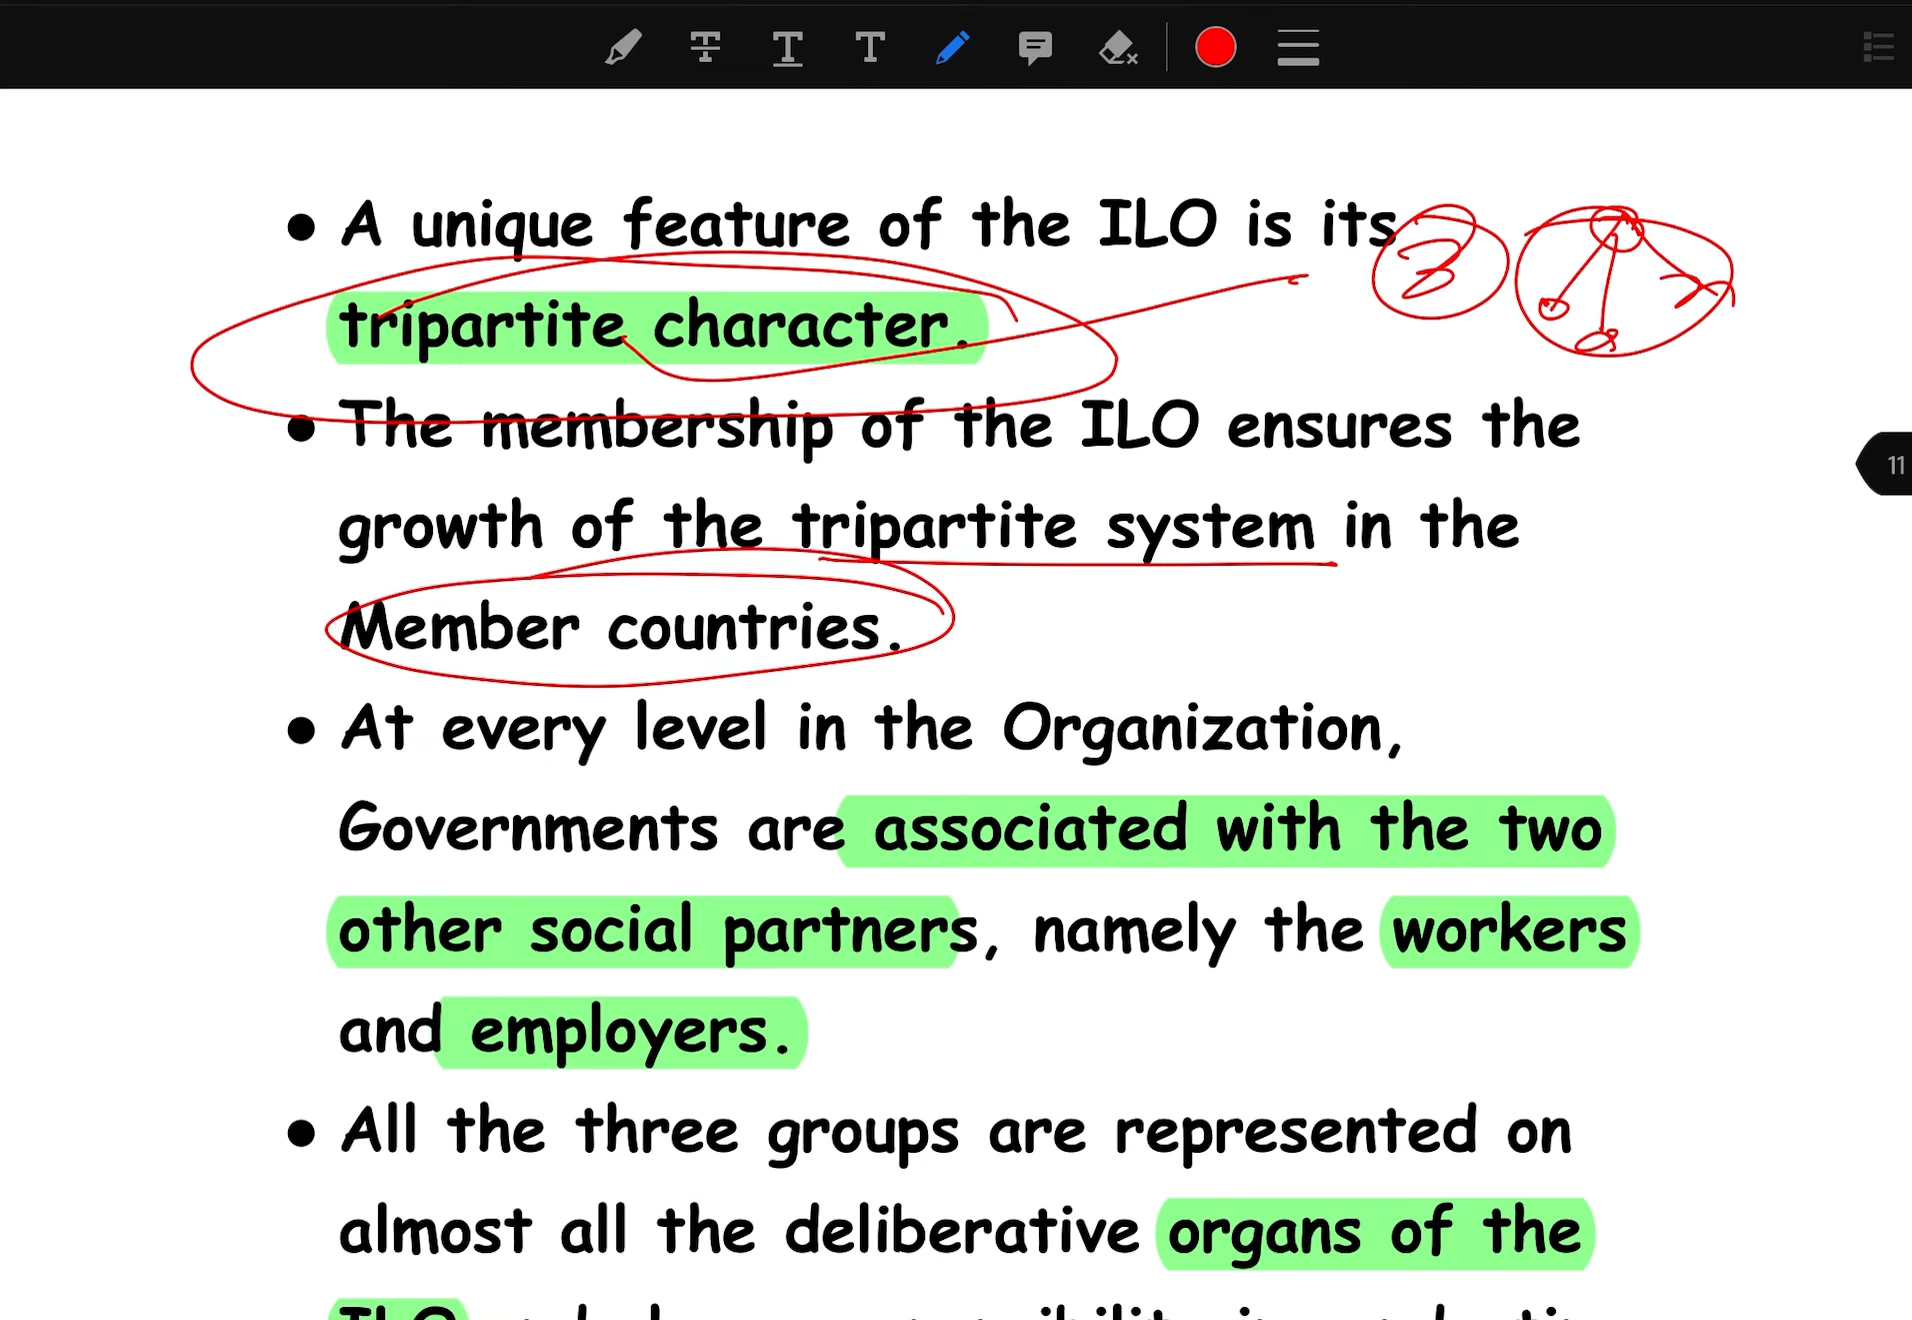 ● A unique feature of the ILO is its 3
tripartite character.
● The membership of the ILO ensures the
growth of the tripartite system in the
Member countries.
11
● At every level in the Organization,
Governments are associated with the two
other social partners, namely the workers
and employers.
● All the three groups are represented on
almost all the deliberative organs of the
ILO